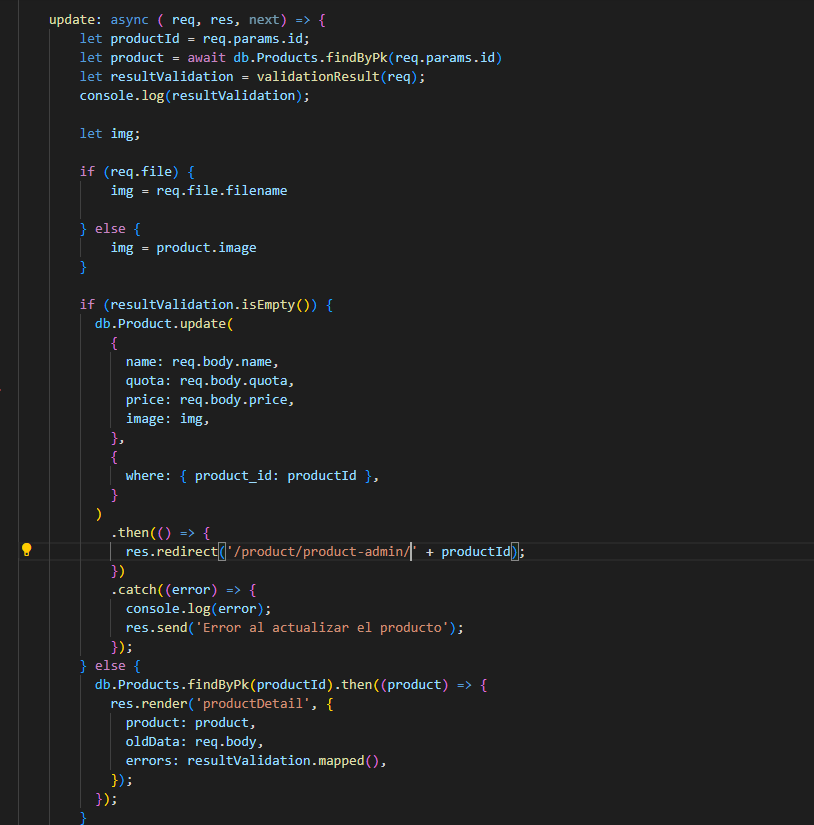 update: async ( req, res, next) => {
let productId = req.params.id;
let product = await db.Products.findByPk(req.params.id)
let resultValidation = validationResult(req);
console.log(resultValidation);
let img;
if (req.file) {
img = req.file.filename
} else {
img = product.image
}
if (resultValidation.isEmpty()) {
db.Product.update(
{
name: req.body.name,
quota: req.body.quota,
price: req.body.price,
image: img,
},
{
where: { product_id: productId },
}
)
.then(() => {
res.redirect('/product/product-admin/' + productId);
})
.catch((error) => {
console.log(error);
res.send('Error al actualizar el producto');
});
} else {
db.Products.findByPk(productId).then((product) => {
res.render('productDetail', {
product: product,
oldData: req.body,
errors: resultValidation.mapped(),
});
});
}